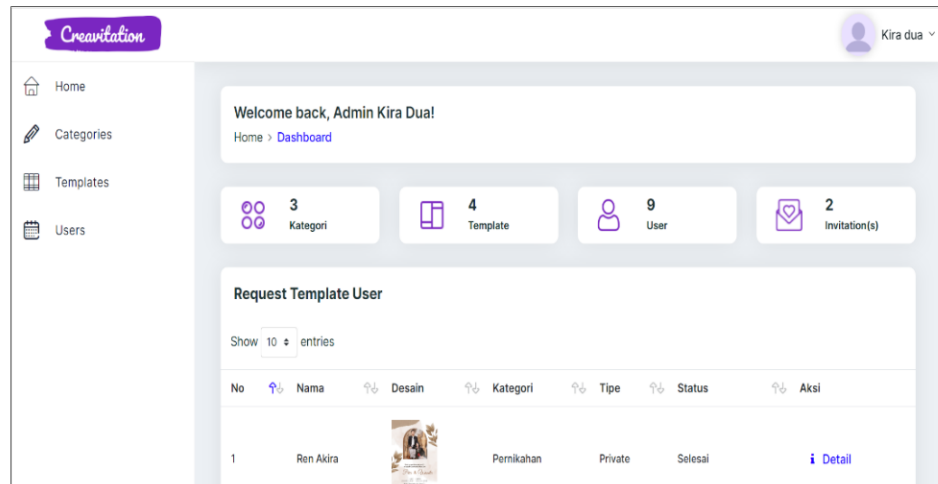 Creavitation
Kira dua
Home
Categories
Templates
Users
Welcome back, Admin Kira Dua!
Home > Dashboard
3
Kategori
4
Template
9
User
2
Invitation(s)
Request Template User
Show 10 entries
No Nama Desain Kategori Tipe Status Aksi
1 Ren Akira Pernikahan Private Selesai i Detail